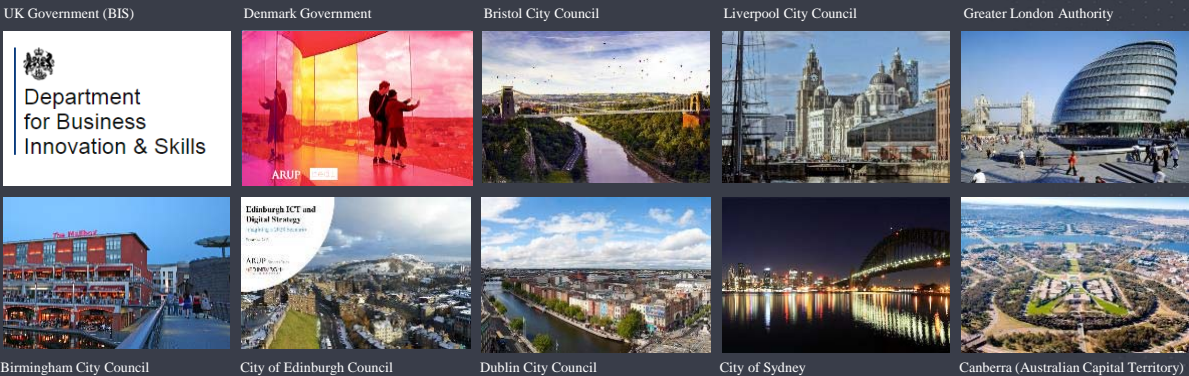 UK Government (BIS)
Denmark Government
Bristol City Council
Liverpool City Council
Greater London Authority
Department
for Business
Innovation & Skills
ARUP
cedi
The Mailbox
Edinburgh ICT and
Digital Strategy
ARUP
Birmingham City Council
City of Edinburgh Council
Dublin City Council
City of Sydney
Canberra (Australian Capital Territory)